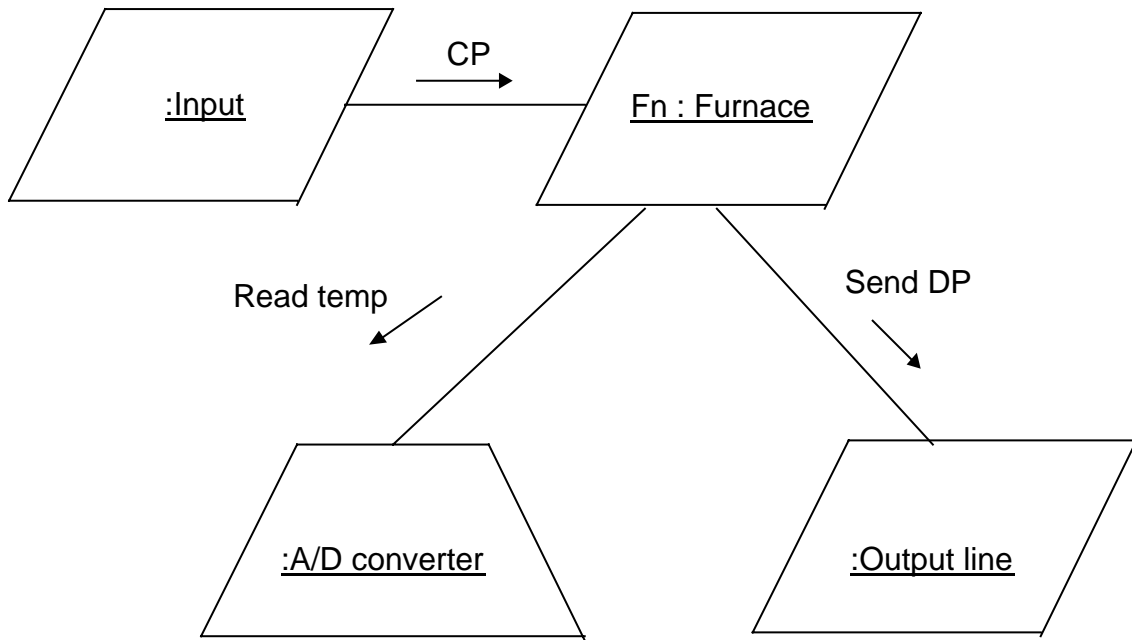 CP
:Input
Fn : Furnace
Read temp
Send DP
:A/D converter
:Output line